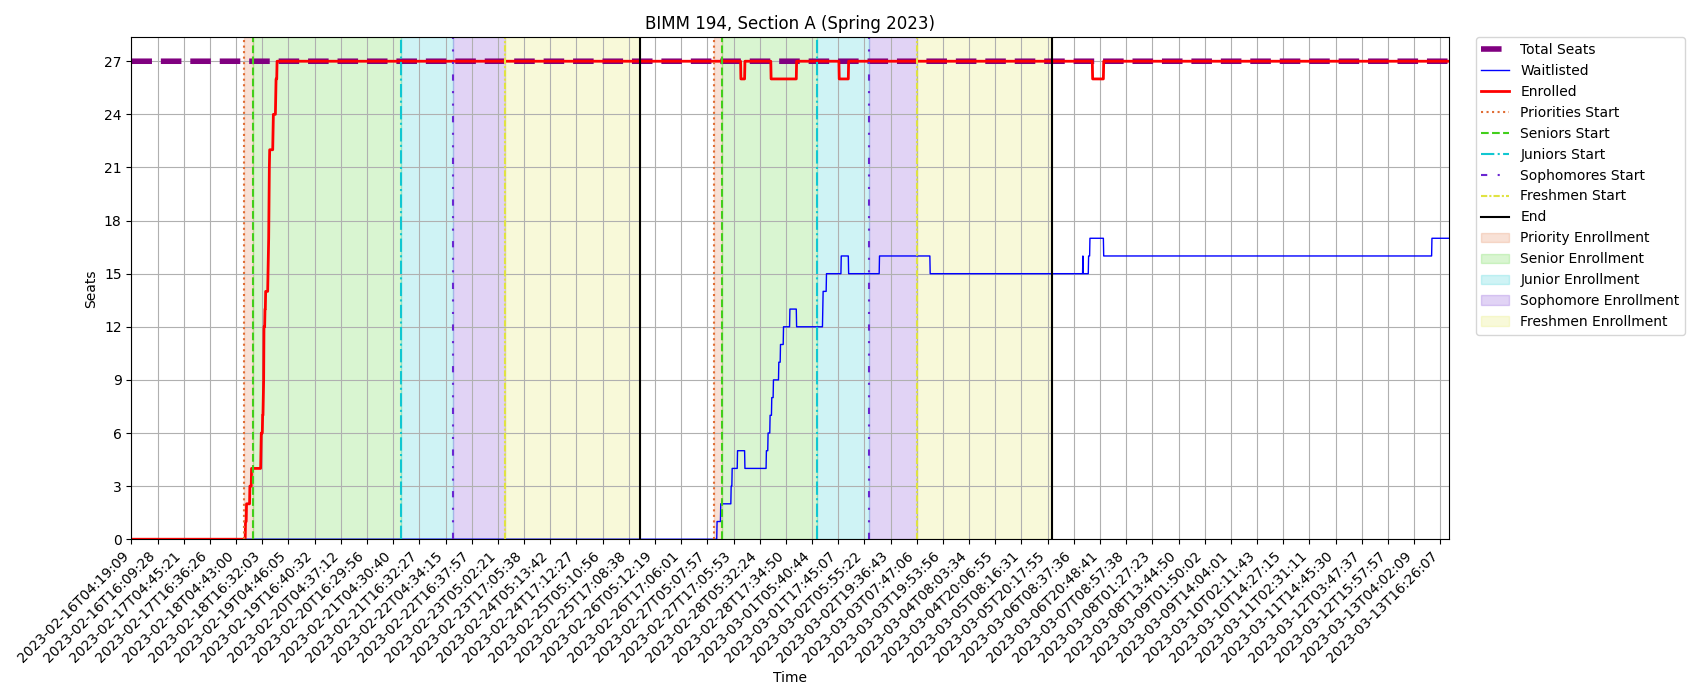 BIMM 194, Section A (Spring 2023)
27
24
21
18
15
12
9
6
3
0
Seats
2023-02-16T04:19:09
2023-02-16T16:09:28
2023-02-17T04:45:21
2023-02-17T17:36:26
2023-02-18T04:43:00
2023-02-18T16:32:03
2023-02-19T04:46:05
2023-02-19T16:40:32
2023-02-20T04:37:12
2023-02-20T16:29:56
2023-02-21T04:30:40
2023-02-21T16:32:27
2023-02-22T04:34:15
2023-02-22T16:37:57
2023-02-23T05:02:21
2023-02-23T17:05:38
2023-02-24T05:13:42
2023-02-24T17:12:27
2023-02-25T05:10:56
2023-02-25T17:08:38
2023-02-26T05:12:19
2023-02-26T17:06:01
2023-02-27T05:07:57
2023-02-27T17:05:53
2023-02-28T05:32:24
2023-02-28T17:34:50
2023-03-01T05:40:44
2023-03-01T17:45:07
2023-03-02T05:55:22
2023-03-02T19:36:43
2023-03-03T07:47:06
2023-03-03T19:53:56
2023-03-04T08:03:34
2023-03-04T20:06:55
2023-03-05T08:16:31
2023-03-05T20:17:55
2023-03-06T08:37:36
2023-03-06T20:48:41
2023-03-07T08:57:38
2023-03-08T01:27:23
2023-03-08T13:44:50
2023-03-09T01:50:02
2023-03-09T14:04:01
2023-03-10T02:11:43
2023-03-10T14:27:15
2023-03-11T02:31:11
2023-03-11T14:45:30
2023-03-12T03:47:37
2023-03-12T15:57:57
2023-03-13T04:02:09
2023-03-13T16:26:07
Time
Total Seats
Waitlisted
Enrolled
Priorities Start
Seniors Start
Juniors Start
Sophomores Start
Freshmen Start
End
Priority Enrollment
Senior Enrollment
Junior Enrollment
Sophomore Enrollment
Freshmen Enrollment